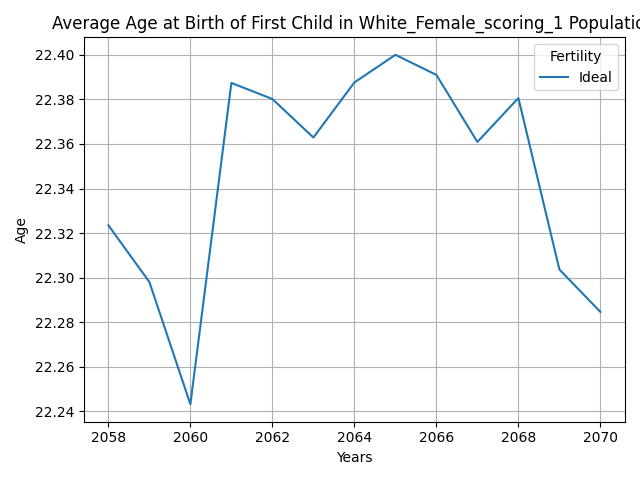 Average Age at Birth of First Child in White_Female_scoring_1 Populatio
Fertility
Ideal
Age
22.40
22.38
22.36
22.34
22.32
22.30
22.28
22.26
22.24
2058 2060 2062 2064 2066 2068 2070
Years